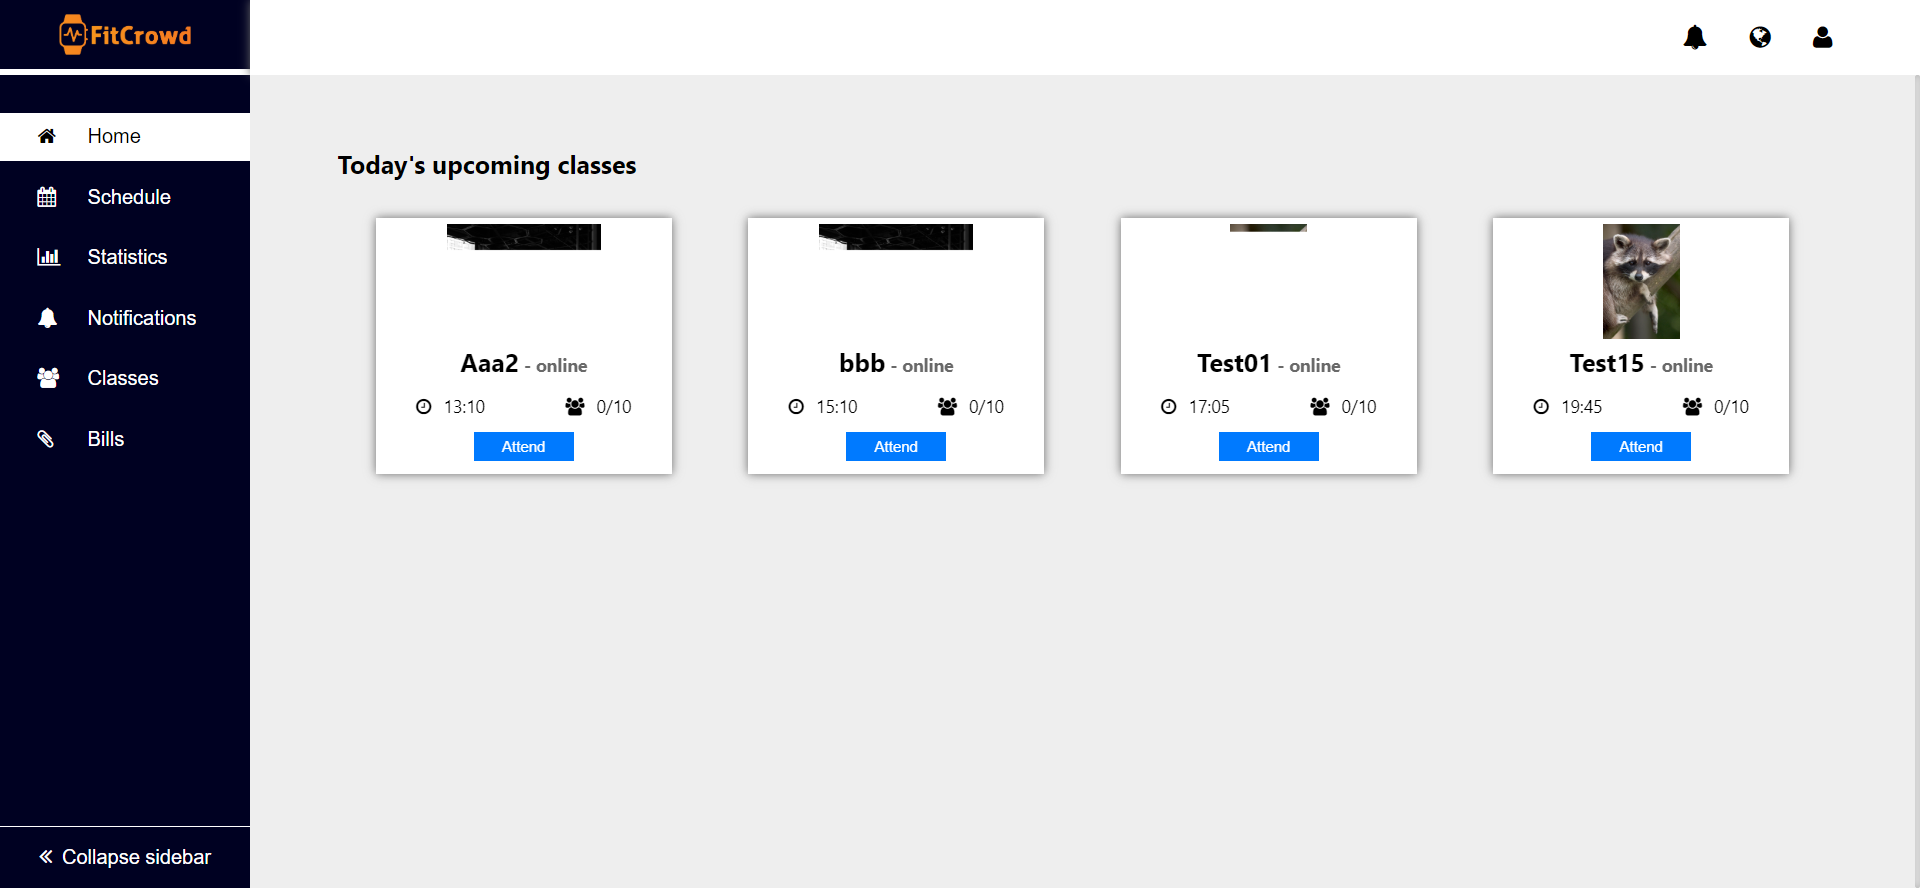 FitCrowd
Home
Schedule
Statistics
Notifications
Classes
Bills
Collapse sidebar
Today's upcoming classes
Aaa2 - online
13:10 0/10
Attend
bbb - online
15:10 0/10
Attend
Test01 - online
17:05 0/10
Attend
Test15 - online
19:45 0/10
Attend